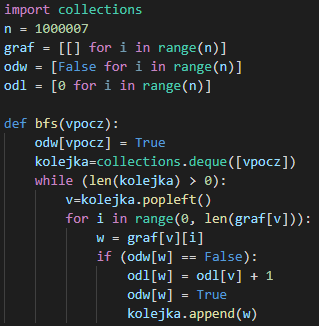 import collections
n = 1000007
graf = [[] for i in range(n)]
odw = [False for i in range(n)]
odl = [0 for i in range(n)]

def bfs(vpocz):
    odw[vpocz] = True
    kolejka=collections.deque([vpocz])
    while (len(kolejka) > 0):
        v=kolejka.popleft()
        for i in range(0, len(graf[v])):
            w = graf[v][i]
            if (odw[w] == False):
                odl[w] = odl[v] + 1
                odw[w] = True
                kolejka.append(w)